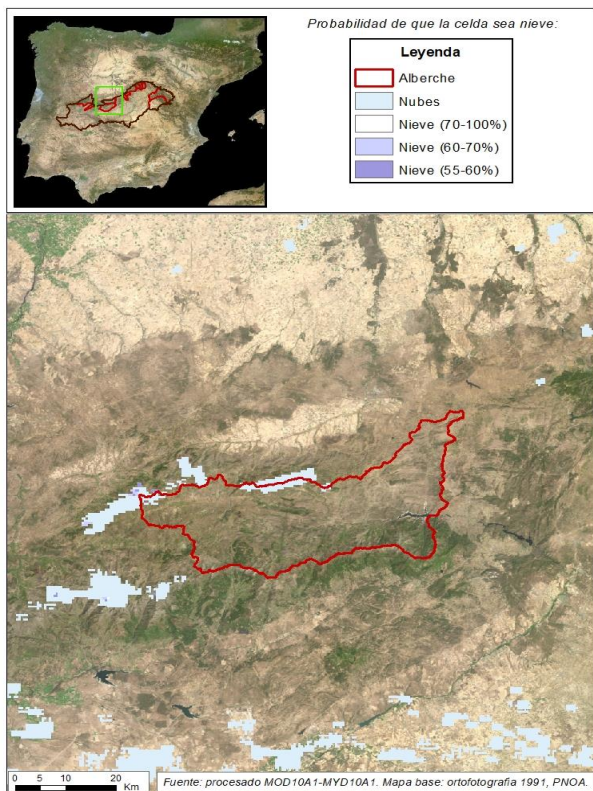 Probabilidad de que la celda sea nieve:
Leyenda
Alberche
Nubes
Nieve (70-100%)
Nieve (60-70%)
Nieve (55-60%)
0 5 10 20
Km
Fuente: procesado MOD10A1-MYD10A1. Mapa base: ortofotografia 1991, PNOA.